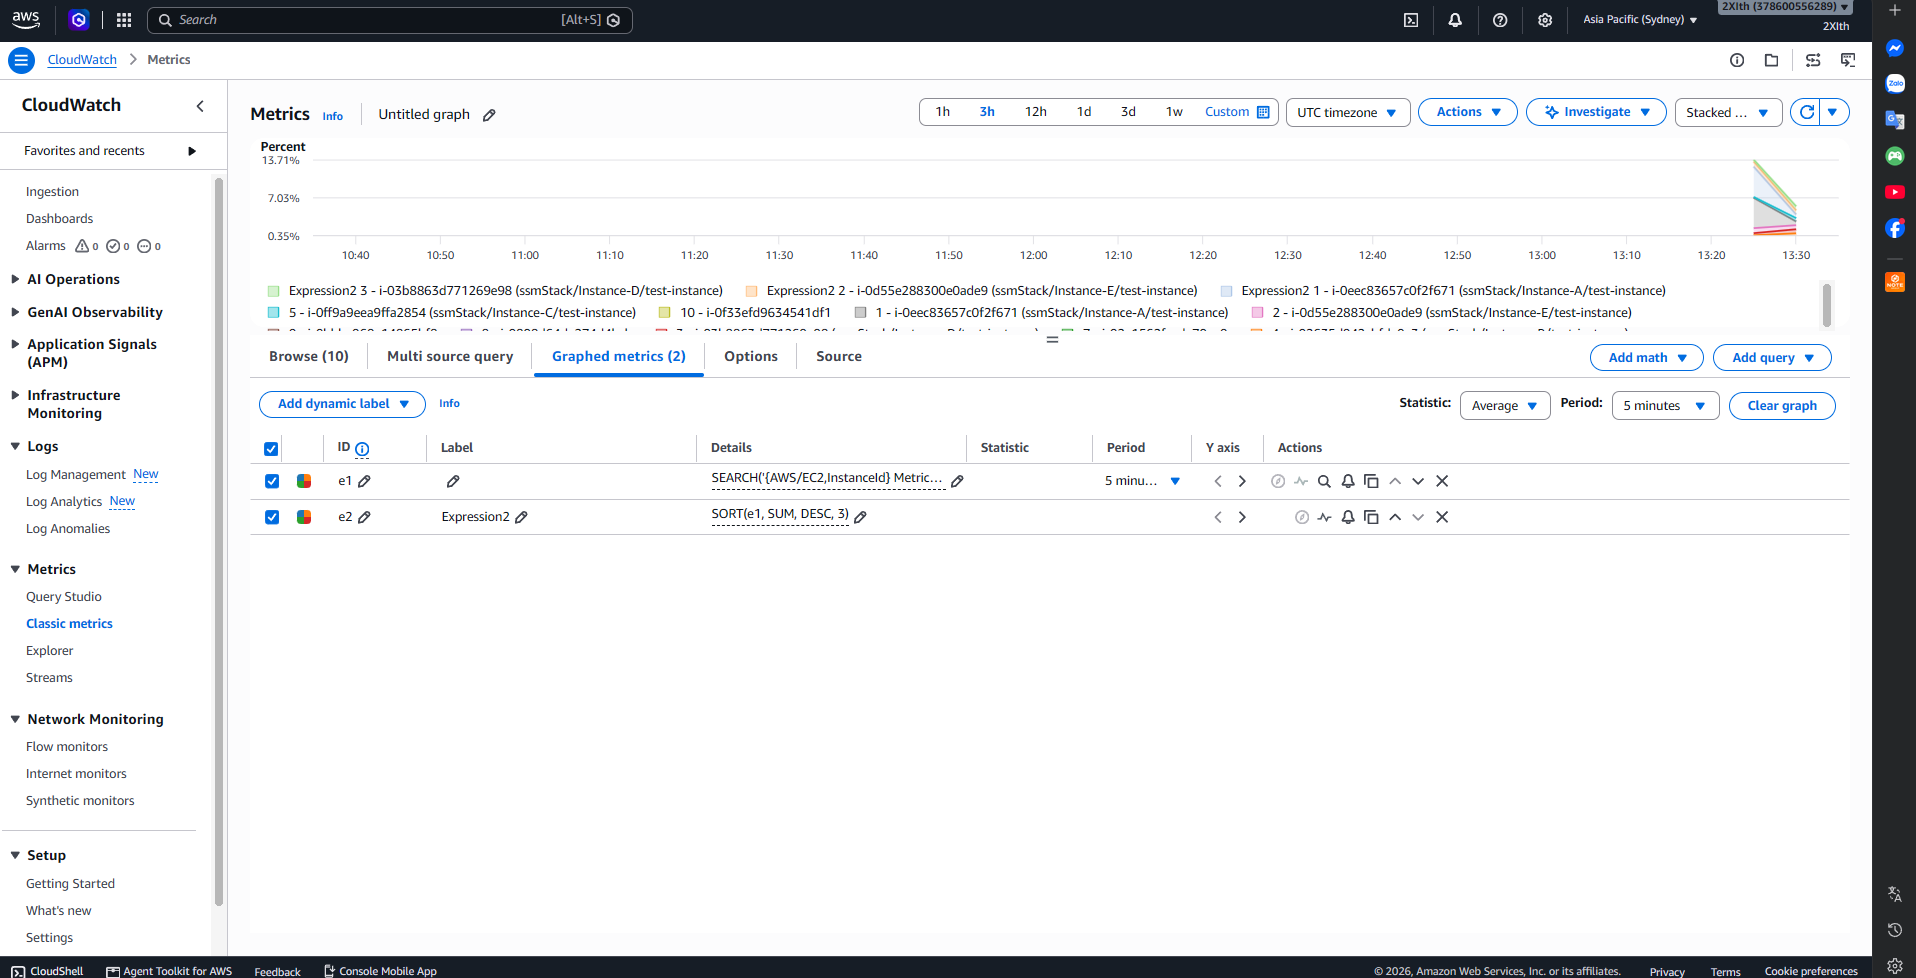 aws
Search
[Alt+S]
Asia Pacific (Sydney)
2XIth (378600556289)
2XIth
CloudWatch
Metrics
CloudWatch
Favorites and recents
Ingestion
Dashboards
Alarms 0 0 0
AI Operations
GenAI Observability
Application Signals
(APM)
Infrastructure
Monitoring
Logs
Log Management New
Log Analytics New
Log Anomalies
Metrics
Query Studio
Classic metrics
Explorer
Streams
Network Monitoring
Flow monitors
Internet monitors
Synthetic monitors
Setup
Getting Started
What's new
Settings
Metrics Info Untitled graph
1h 3h 12h 1d 3d 1w Custom
UTC timezone
Actions
Investigate
Stacked ...
Percent
13.71%
7.03%
0.35%
10:40 10:50 11:00 11:10 11:20 11:30 11:40 11:50 12:00 12:10 12:20 12:30 12:40 12:50 13:00 13:10 13:20 13:30
Expression2 3 - i-03b8863d771269e98 (ssmStack/Instance-D/test-instance) Expression2 2 - i-0d55e288300e0ade9 (ssmStack/Instance-E/test-instance) Expression2 1 - i-0eec83657c0f2f671 (ssmStack/Instance-A/test-instance)
5 - i-0ff9a9eea9ffa2854 (ssmStack/Instance-C/test-instance) 10 - i-0f33efd9634541df1 1 - i-0eec83657c0f2f671 (ssmStack/Instance-A/test-instance) 2 - i-0d55e288300e0ade9 (ssmStack/Instance-E/test-instance)
Browse (10)
Multi source query
Graphed metrics (2)
Options
Source
Add math
Add query
Add dynamic label
Info
Statistic: Average
Period: 5 minutes
Clear graph
ID Label Details Statistic Period Y axis Actions
e1 SEARCH('{AWS/EC2,InstanceId} Metric... 5 minu...
e2 Expression2 SORT(e1, SUM, DESC, 3)
CloudShell
Agent Toolkit for AWS
Feedback
Console Mobile App
© 2026, Amazon Web Services, Inc. or its affiliates.
Privacy
Terms
Cookie preferences
Zalo
NOTE